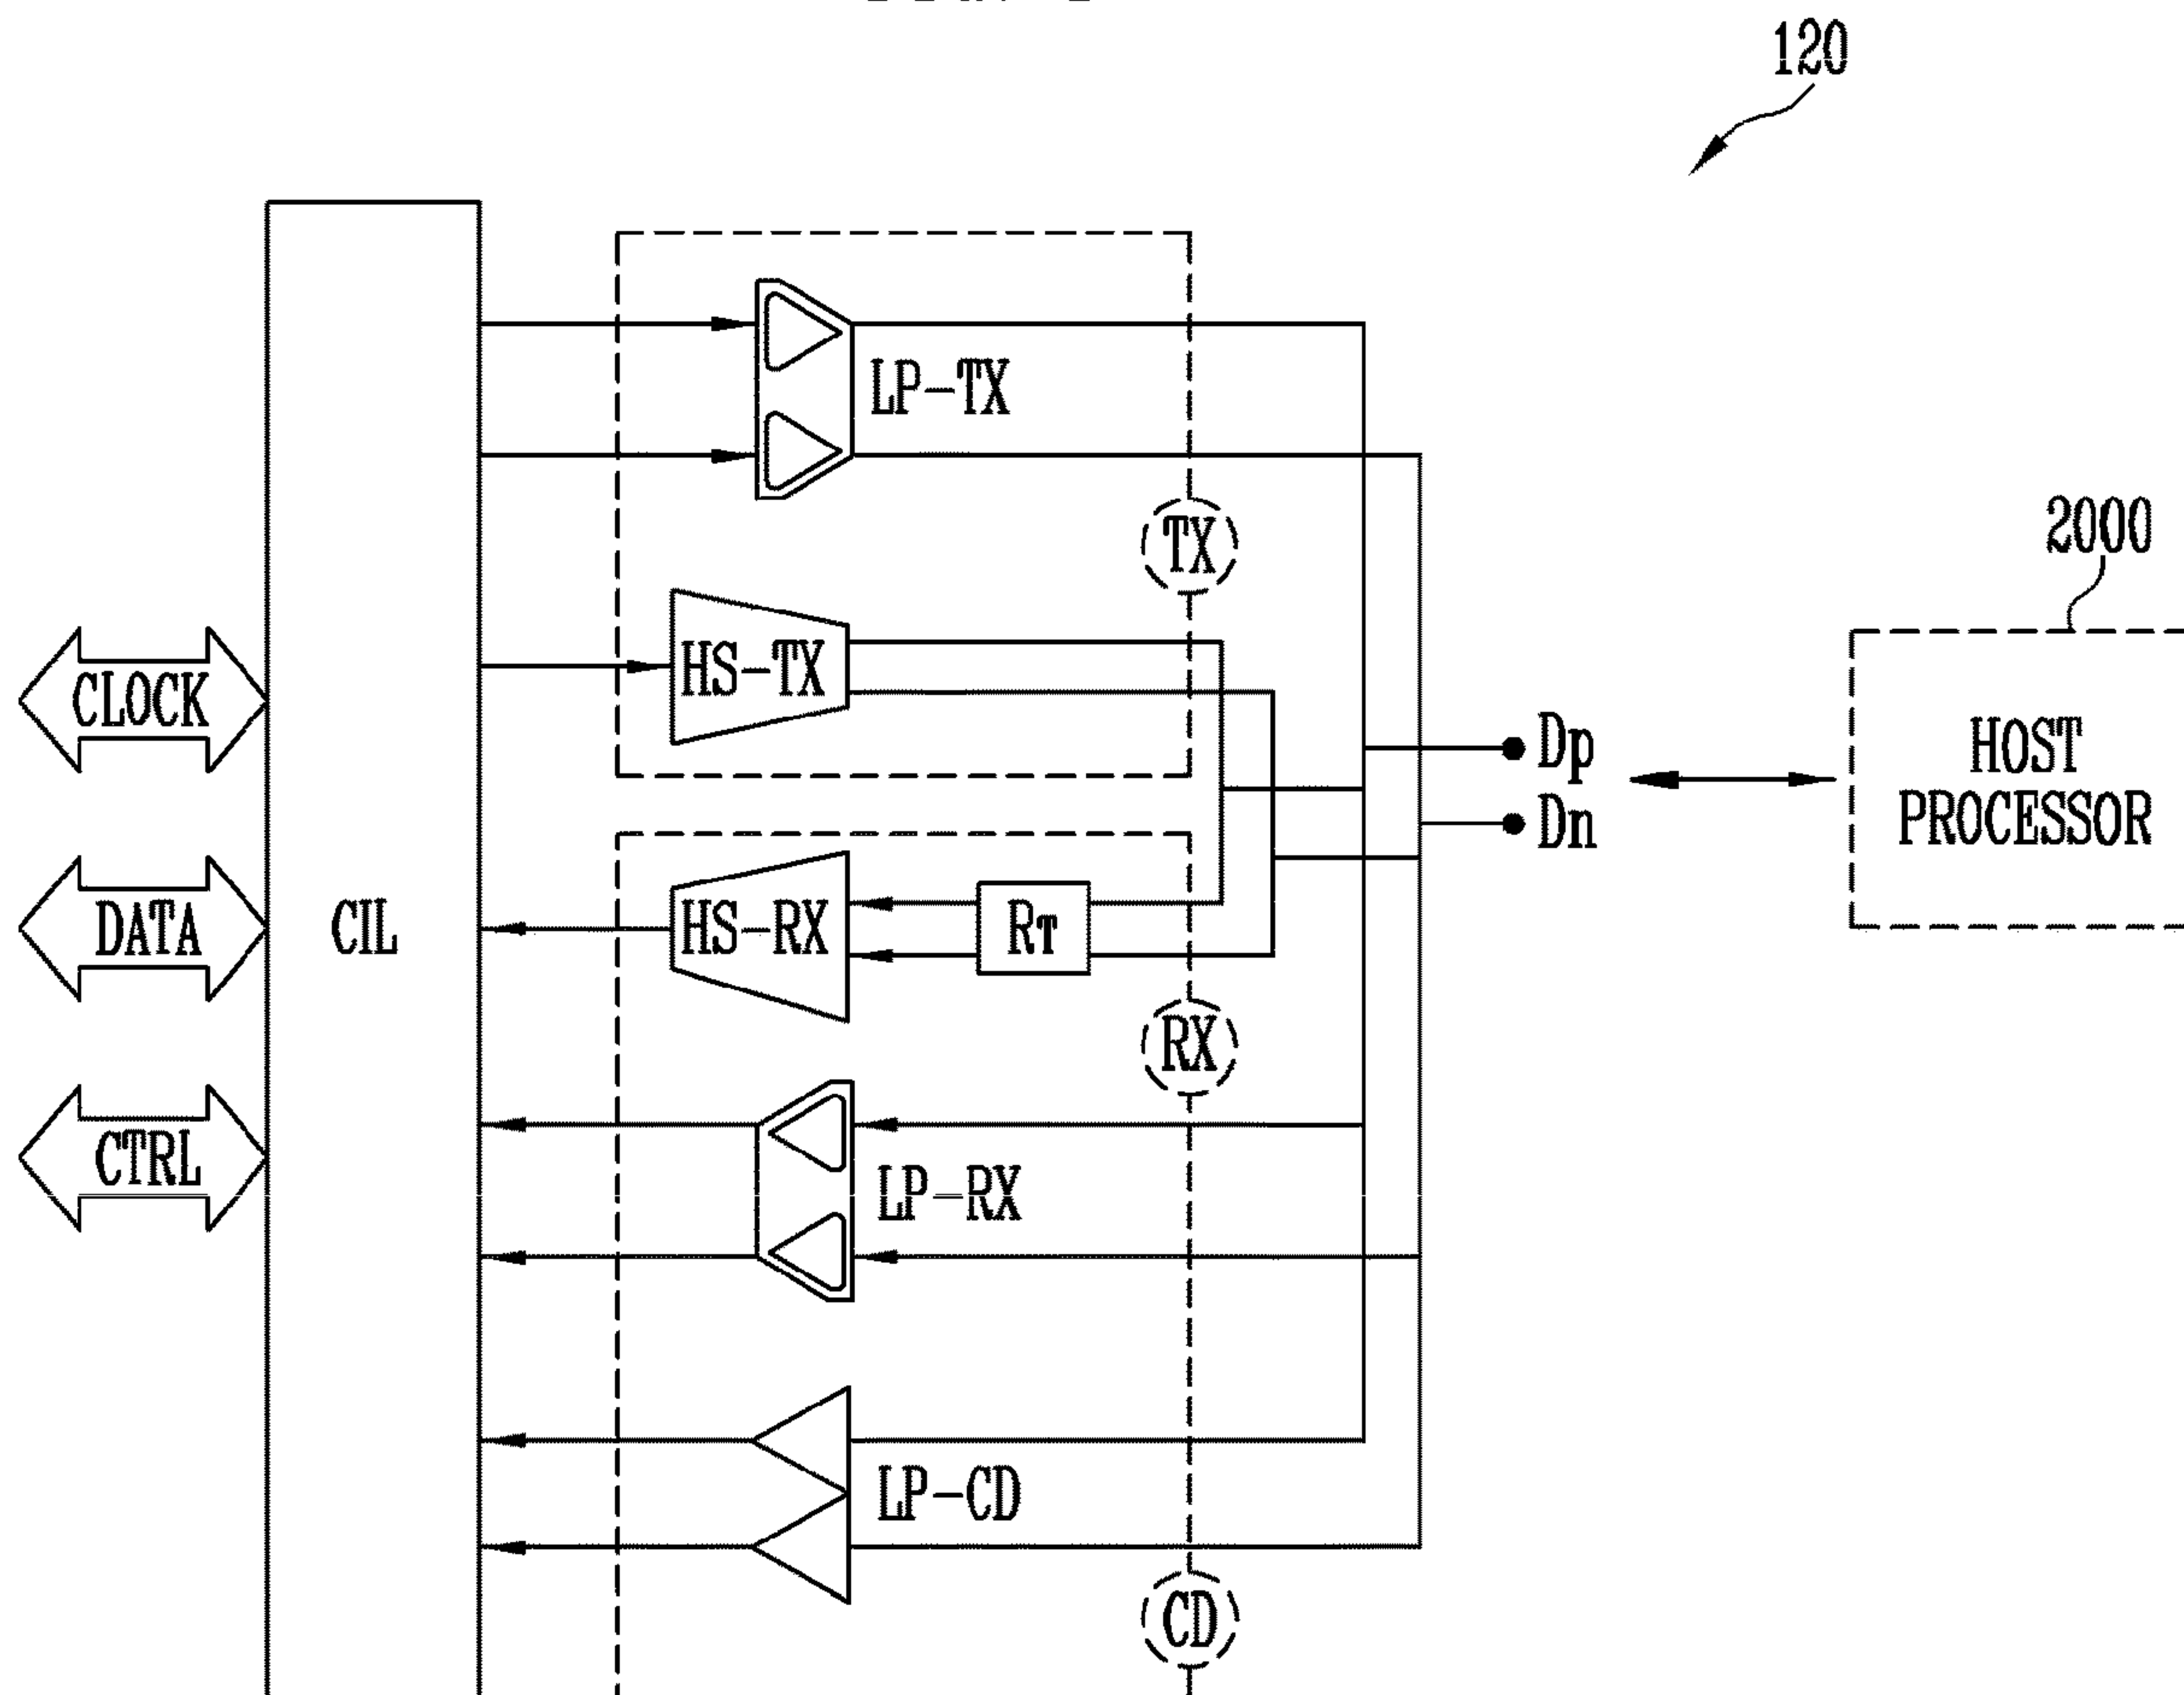 120
LP-TX
TX
2000
HS-TX
CLOCK
Dp
HOST
PROCESSOR
Dn
DATA
CIL
HS-RX
RT
RX
CTRL
LP-RX
LP-CD
CD